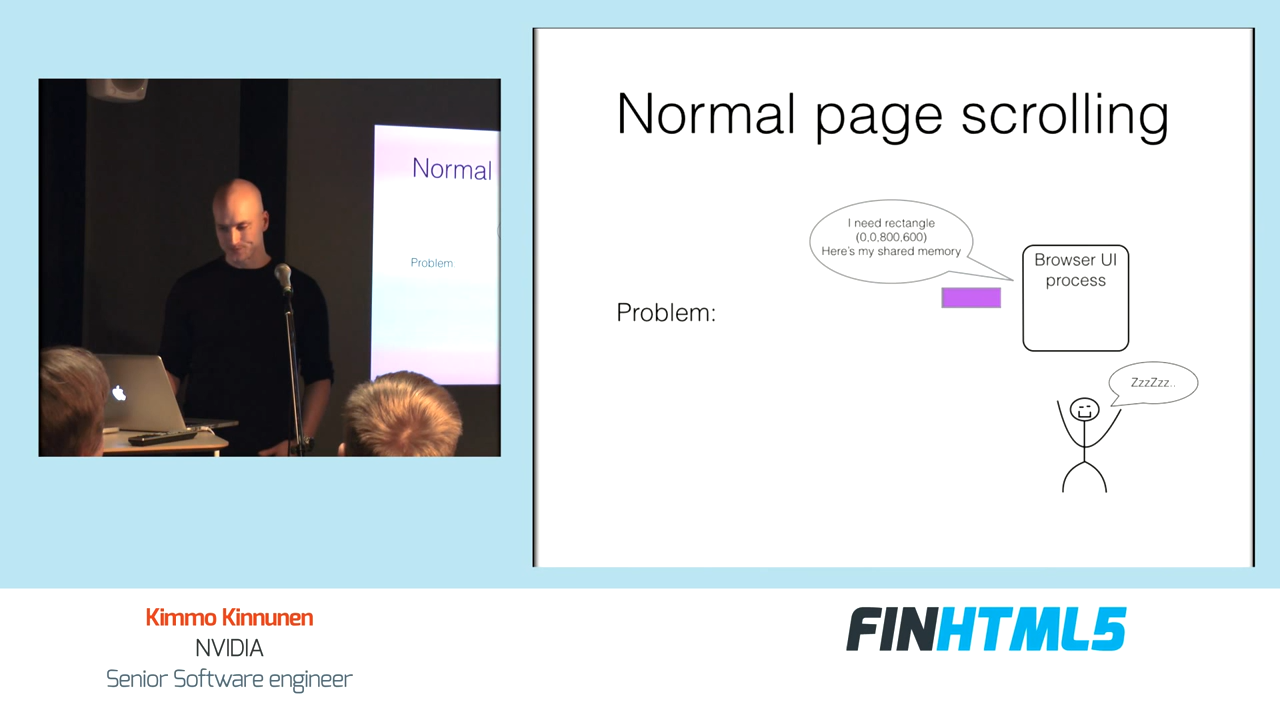 Normal
Problem
Normal page scrolling
I need rectangle
(0,0,800,600)
Here's my shared memory
Browser UI
process
Problem:
ZzzZzz..
Kimmo Kinnunen
NVIDIA
Senior Software engineer
FINHTML5